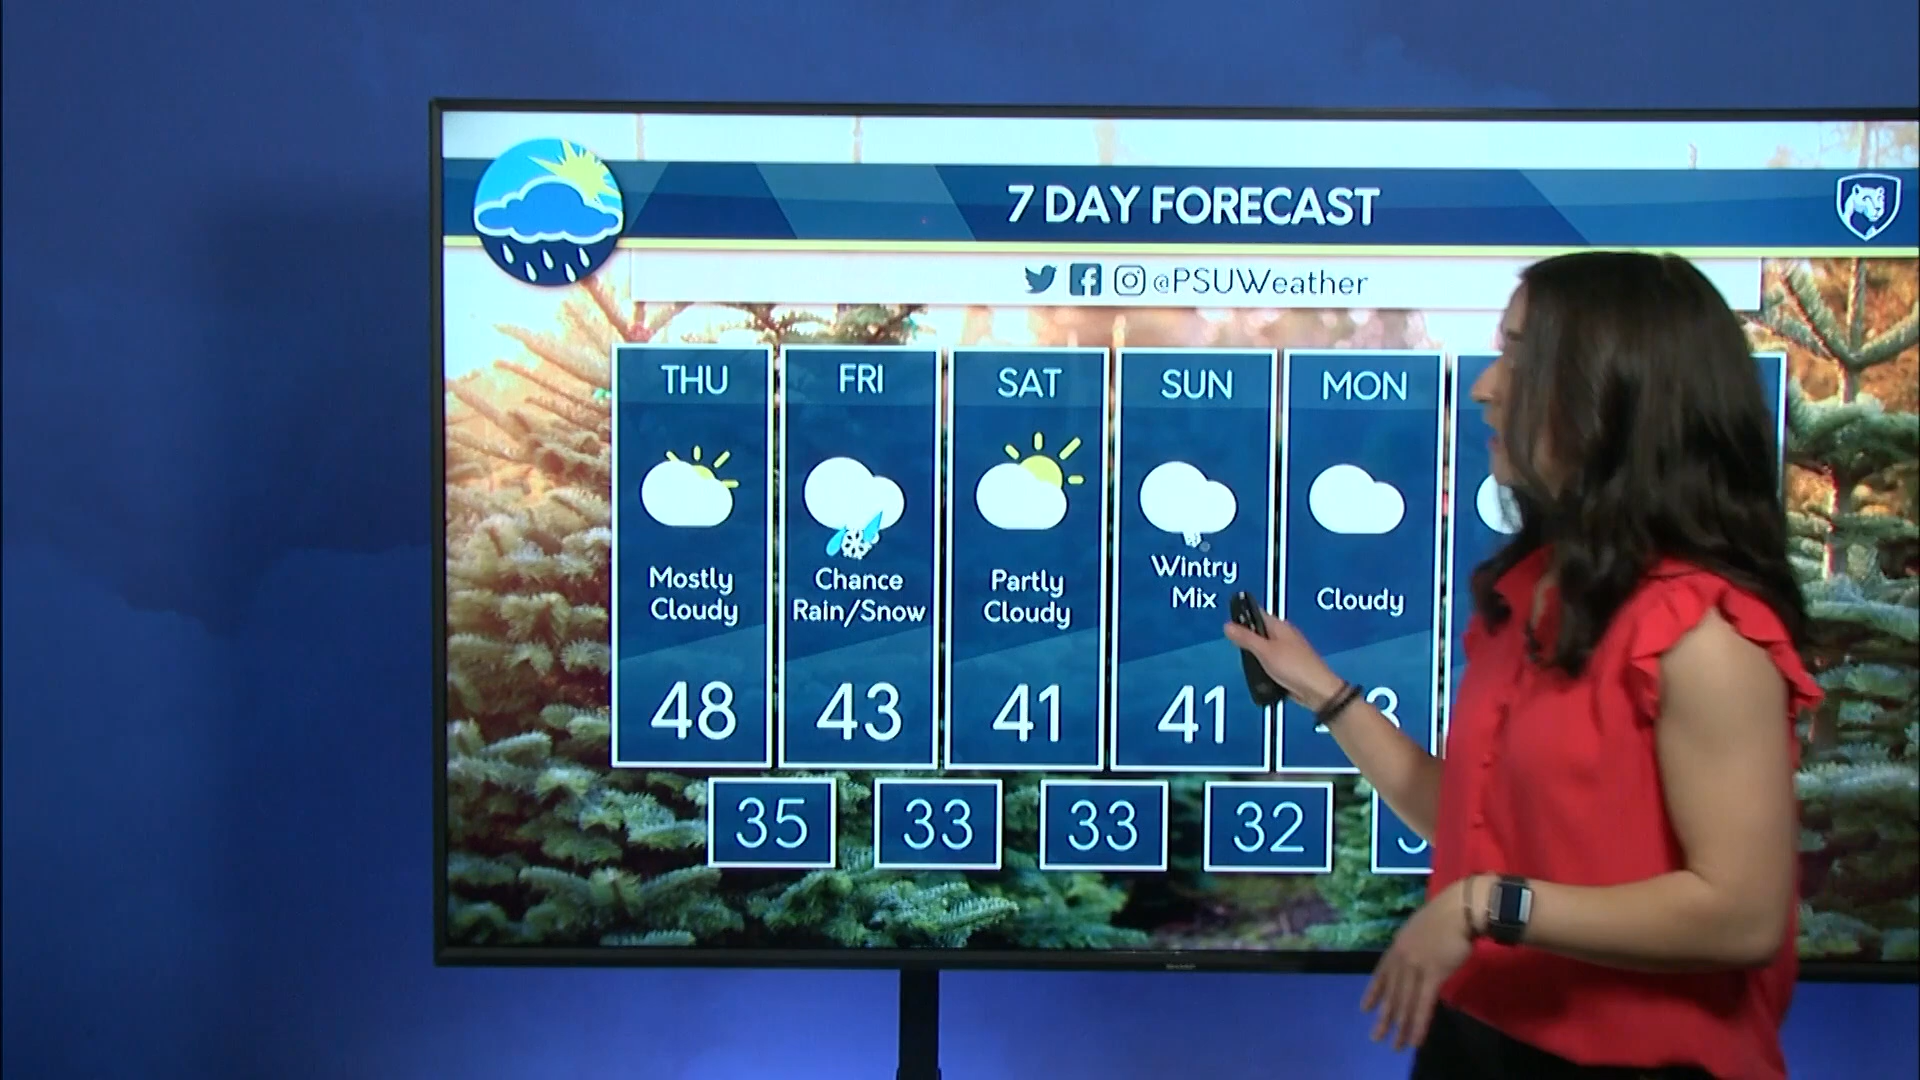 7 DAY FORECAST
@PSUWeather
THU
Mostly
Cloudy
48
FRI
Chance
Rain/Snow
43
SAT
Partly
Cloudy
41
SUN
Wintry
Mix
41
MON
Cloudy
35
33
33
32